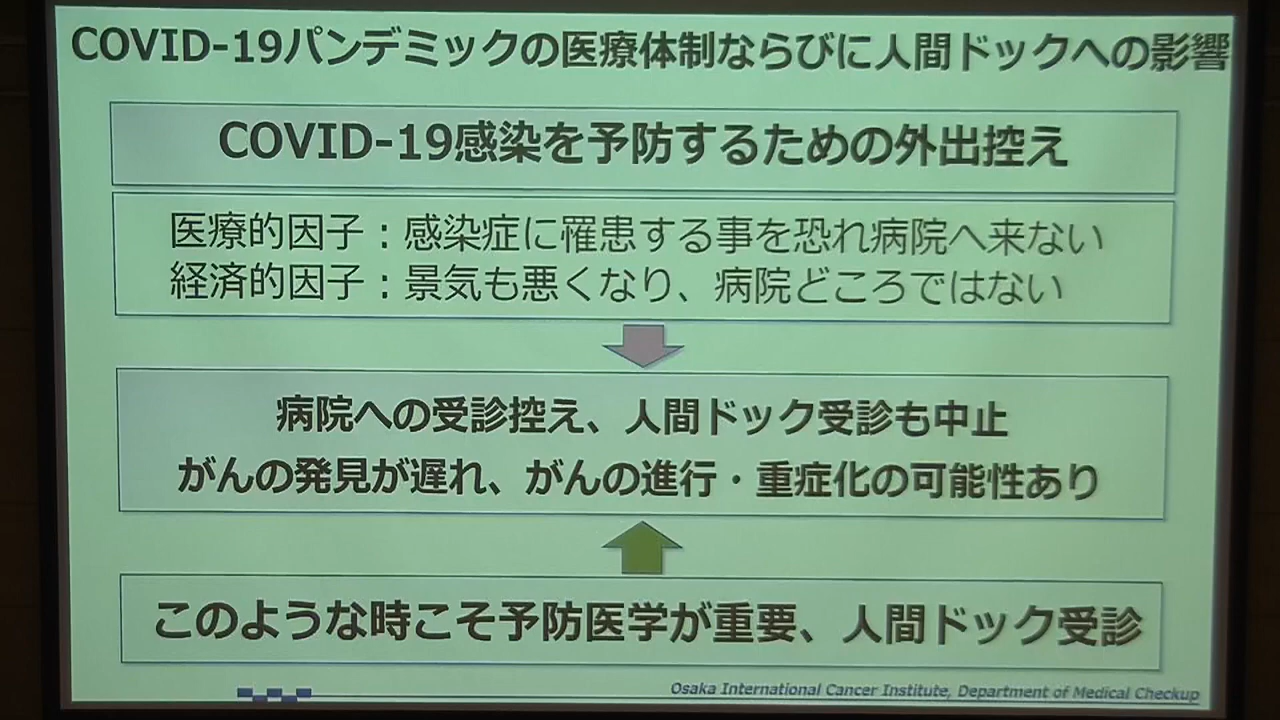 COVID-19パンデミックの医療体制ならびに人間ドックへの影響
COVID-19感染を予防するための外出控え
医療的因子：感染症に罹患する事を恐れ病院へ来ない
経済的因子：景気も悪くなり、病院どころではない
病院への受診控え、人間ドック受診も中止
がんの発見が遅れ、がんの進行・重症化の可能性あり
このような時こそ予防医学が重要、人間ドック受診
Osaka International Cancer Institute, Department of Medical Checkup